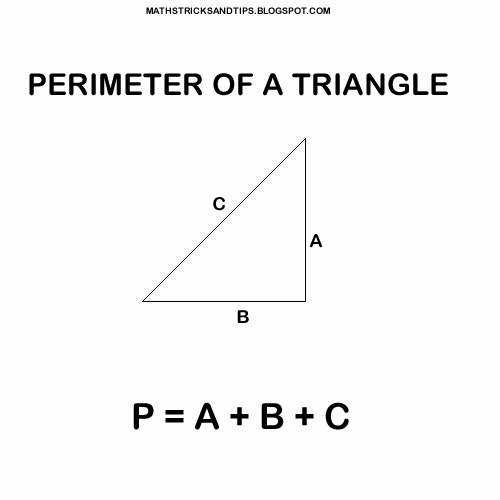 MATHSTRICKSANDTIPS.BLOGSPOT.COM
PERIMETER OF A TRIANGLE
C
A
B
P = A + B + C